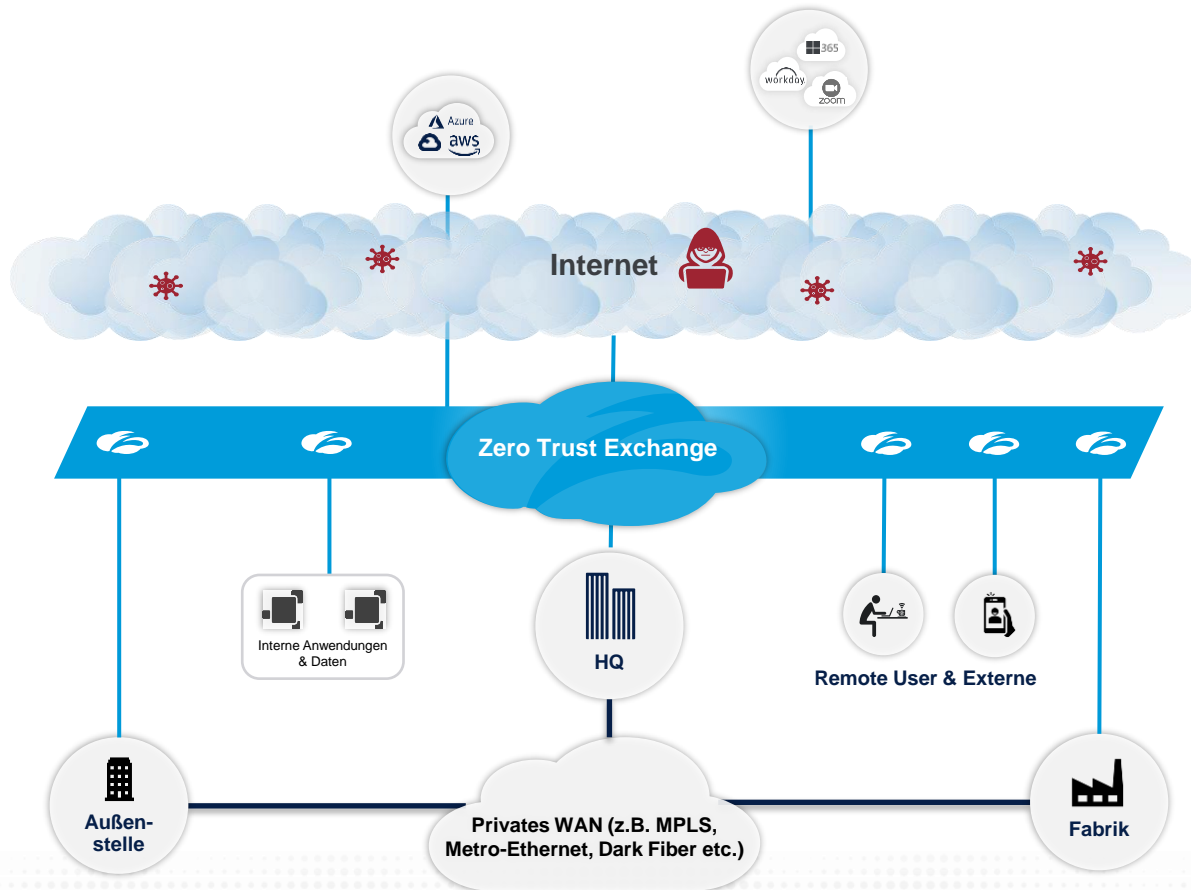 365
workday.
zoom
Azure
aws
Internet
Zero Trust Exchange
Interne Anwendungen
& Daten
HQ
Remote User & Externe
Außen-
stelle
Privates WAN (z.B. MPLS,
Metro-Ethernet, Dark Fiber etc.)
Fabrik